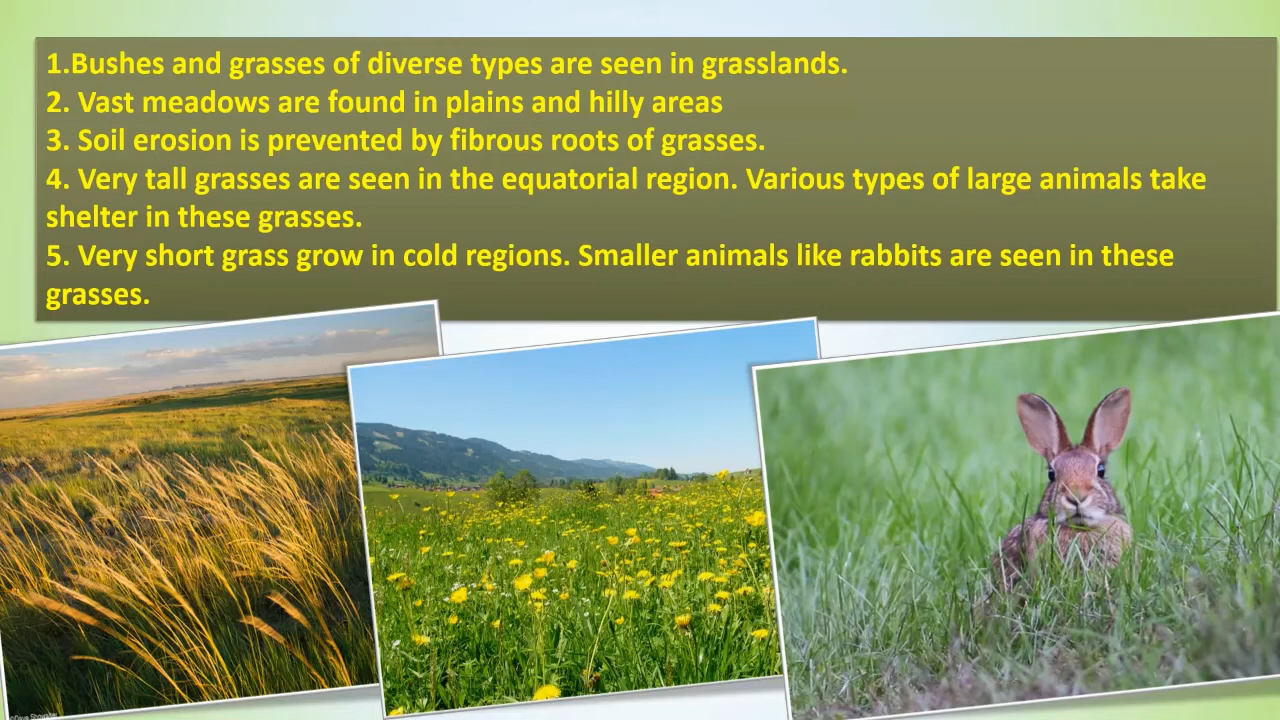 1.Bushes and grasses of diverse types are seen in grasslands.
2. Vast meadows are found in plains and hilly areas
3. Soil erosion is prevented by fibrous roots of grasses.
4. Very tall grasses are seen in the equatorial region. Various types of large animals take
shelter in these grasses.
5. Very short grass grow in cold regions. Smaller animals like rabbits are seen in these
grasses.